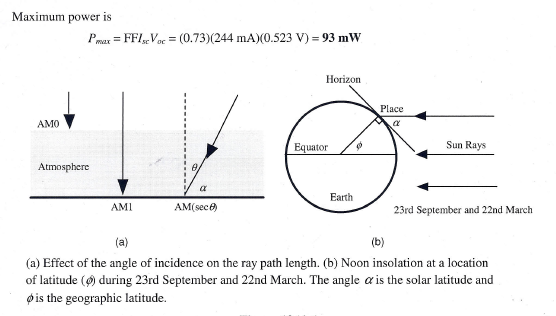 Maximum power is
P_max = FFI_scV_oc = (0.73)(244 mA)(0.523 V) = 93 mW
Horizon
Place
AM0
α
Equator
ϕ
Sun Rays
Atmosphere
θ
α
Earth
AM1
AM(secθ)
23rd September and 22nd March
(a)
(b)
(a) Effect of the angle of incidence on the ray path length. (b) Noon insolation at a location
of latitude (ϕ) during 23rd September and 22nd March. The angle α is the solar latitude and
ϕ is the geographic latitude.